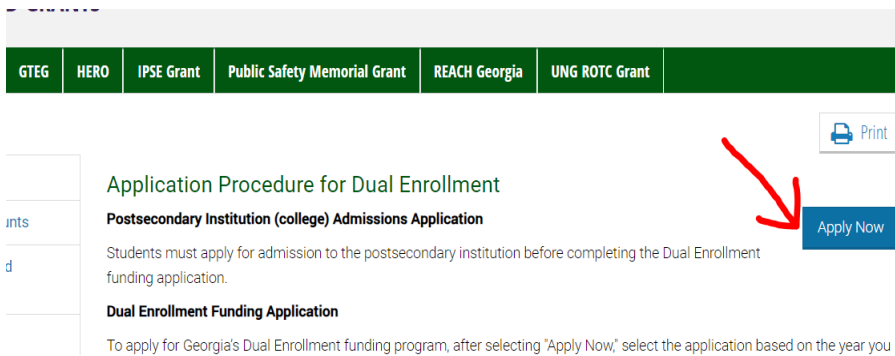 GTEG HERO IPSE Grant Public Safety Memorial Grant REACH Georgia UNG ROTC Grant
Print
Application Procedure for Dual Enrollment
Postsecondary Institution (college) Admissions Application
Apply Now
Students must apply for admission to the postsecondary institution before completing the Dual Enrollment
funding application.
Dual Enrollment Funding Application
To apply for Georgia's Dual Enrollment funding program, after selecting "Apply Now," select the application based on the year you